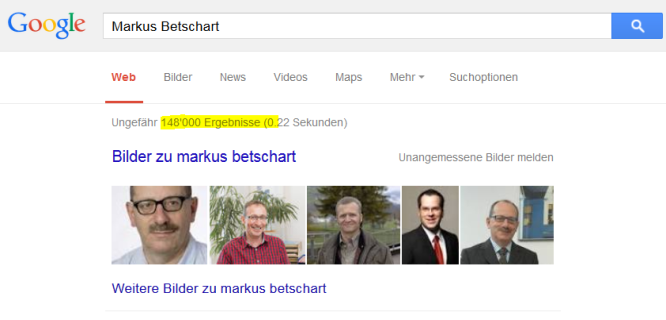 Google Markus Betschart
Web Bilder News Videos Maps Mehr Suchoptionen
Ungefähr 148'000 Ergebnisse (0.22 Sekunden)
Bilder zu markus betschart Unangemessene Bilder melden
Weitere Bilder zu markus betschart